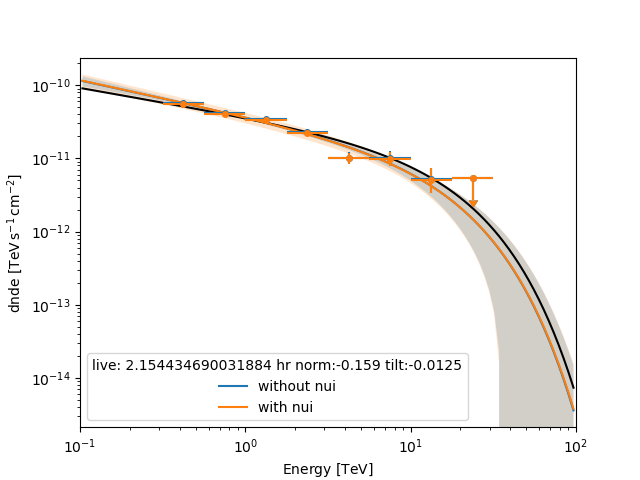 10⁻¹⁰
10⁻¹¹
10⁻¹²
10⁻¹³
10⁻¹⁴
dnde [TeV s⁻¹ cm⁻²]
live: 2.154434690031884 hr norm:-0.159 tilt:-0.0125
without nui
with nui
10⁻¹ 10⁰ 10¹ 10²
Energy [TeV]